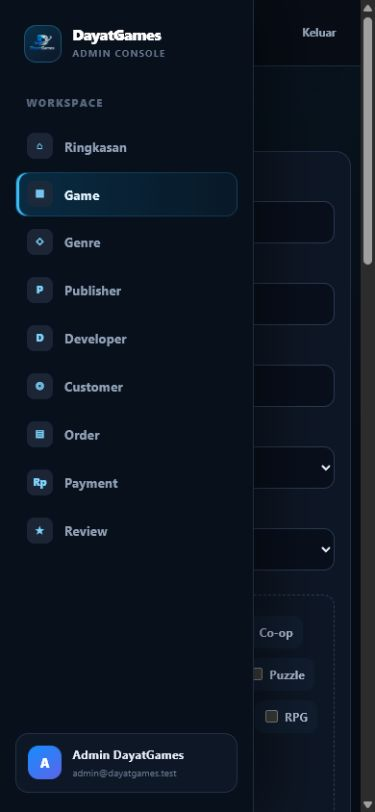 DayatGames
ADMIN CONSOLE
Keluar
WORKSPACE
Ringkasan
Game
Genre
P Publisher
D Developer
Customer
Order
Rp Payment
Review
Co-op
Puzzle
RPG
A
Admin DayatGames
admin@dayatgames.test